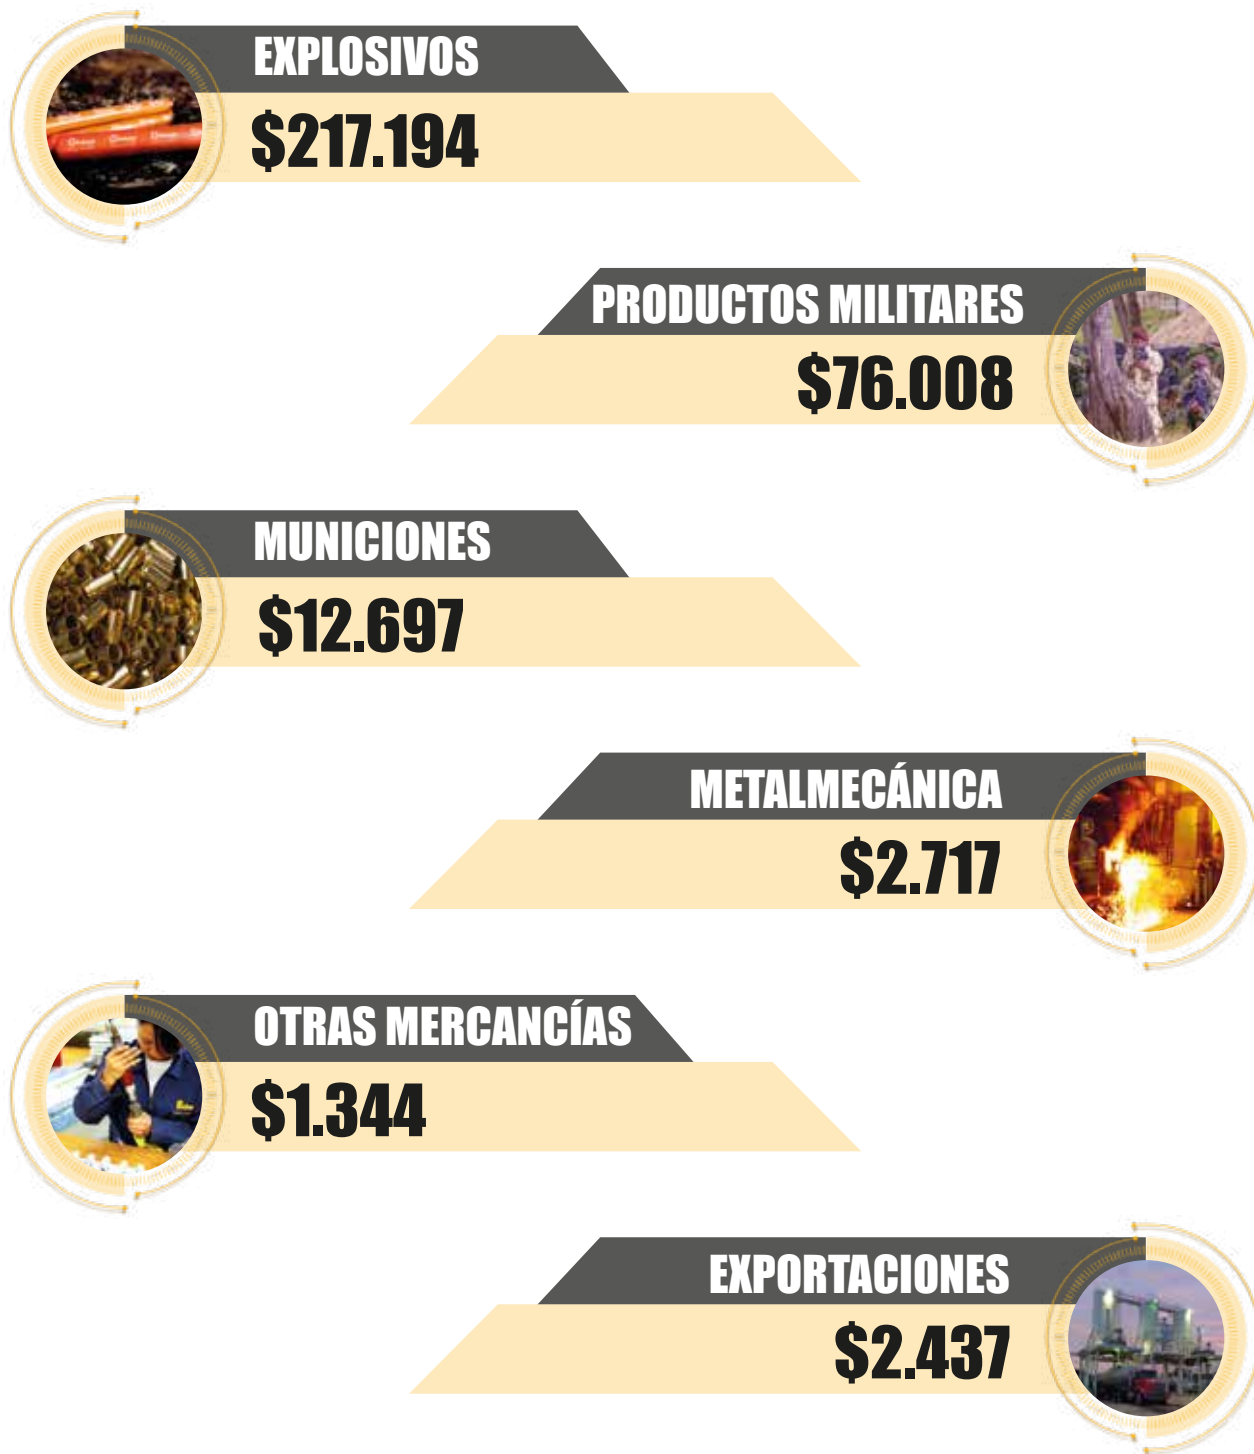 EXPLOSIVOS
$217.194
PRODUCTOS MILITARES
$76.008
MUNICIONES
$12.697
METALMECÁNICA
$2.717
OTRAS MERCANCÍAS
$1.344
EXPORTACIONES
$2.437